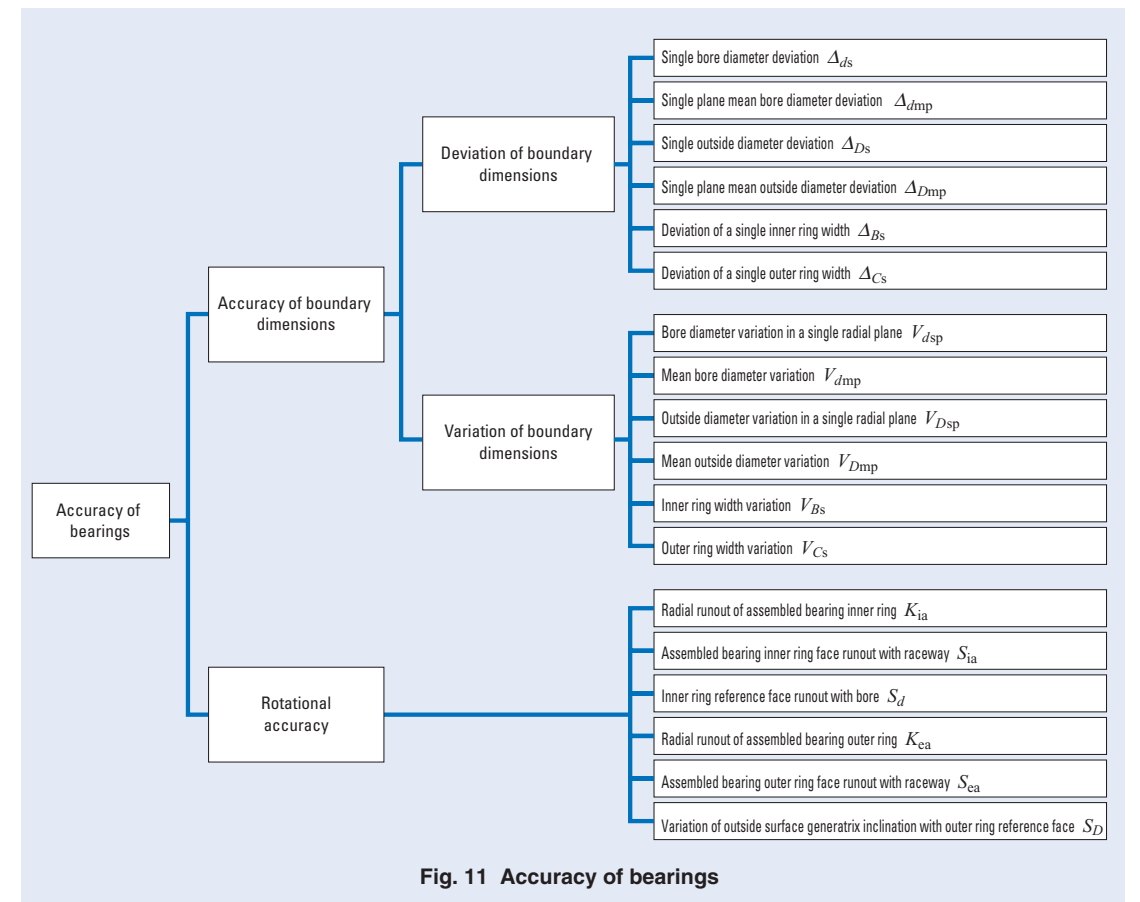 Accuracy of
bearings
Accuracy of boundary
dimensions
Deviation of boundary
dimensions
Single bore diameter deviation Δds
Single plane mean bore diameter deviation Δdmp
Single outside diameter deviation ΔDs
Single plane mean outside diameter deviation ΔDmp
Deviation of a single inner ring width ΔBs
Deviation of a single outer ring width ΔCs
Variation of boundary
dimensions
Bore diameter variation in a single radial plane Vdsp
Mean bore diameter variation Vdmp
Outside diameter variation in a single radial plane VDsp
Mean outside diameter variation VDmp
Inner ring width variation VBs
Outer ring width variation VCs
Rotational
accuracy
Radial runout of assembled bearing inner ring Kia
Assembled bearing inner ring face runout with raceway Sia
Inner ring reference face runout with bore Sd
Radial runout of assembled bearing outer ring Kea
Assembled bearing outer ring face runout with raceway Sea
Variation of outside surface generatrix inclination with outer ring reference face SD
Fig. 11 Accuracy of bearings